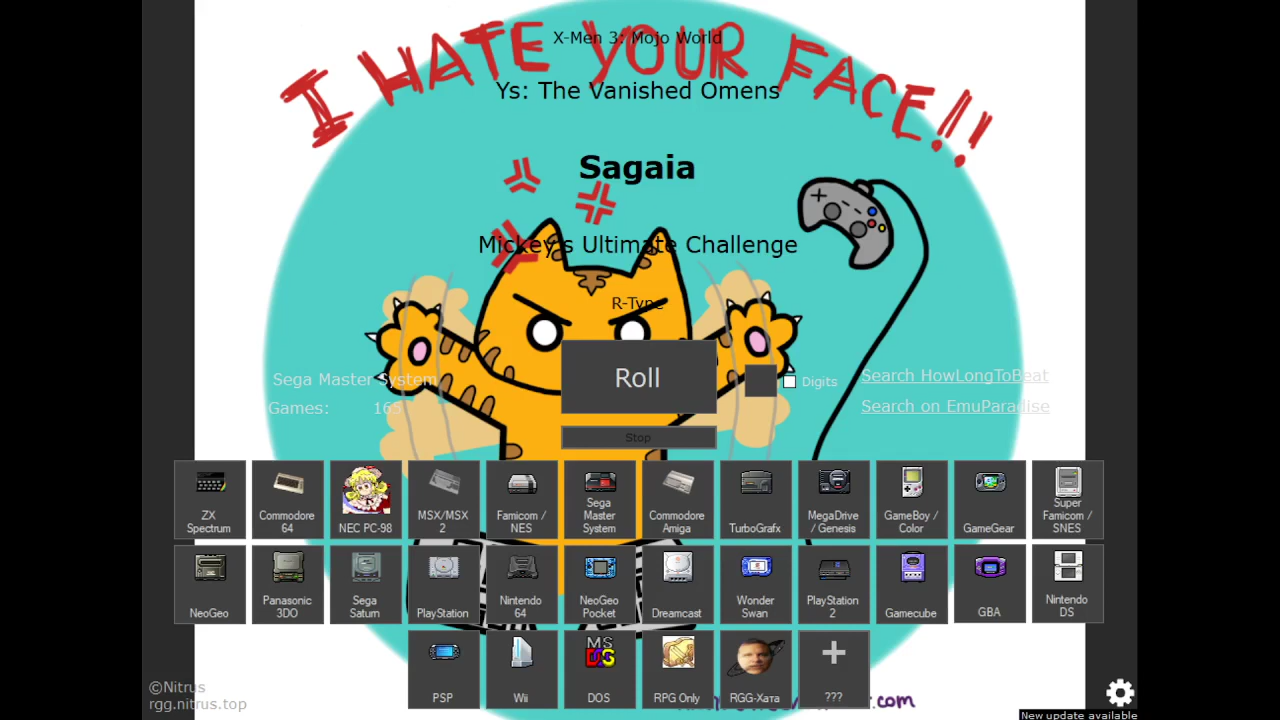 I HATE YOUR FACE!!
X-Men 3: Mojo World
Ys: The Vanished Omens
Sagaia
Mickey's Ultimate Challenge
R-Type
Sega Master System
Games: 165
Roll
Stop
Digits
Search HowLongToBeat
Search on EmuParadise
ZX Spectrum
Commodore 64
NEC PC-98
MSX/MSX 2
Famicom / NES
Sega Master System
Commodore Amiga
TurboGrafx
MegaDrive / Genesis
GameBoy / Color
GameGear
Super Famicom / SNES
NeoGeo
Panasonic 3DO
Sega Saturn
PlayStation
Nintendo 64
NeoGeo Pocket
Dreamcast
Wonder Swan
PlayStation 2
Gamecube
GBA
Nintendo DS
PSP
Wii
MS DOS
DOS
RPG Only
RGG-Хата
???
©Nitrus
rgg.nitrus.top
.com
New update available